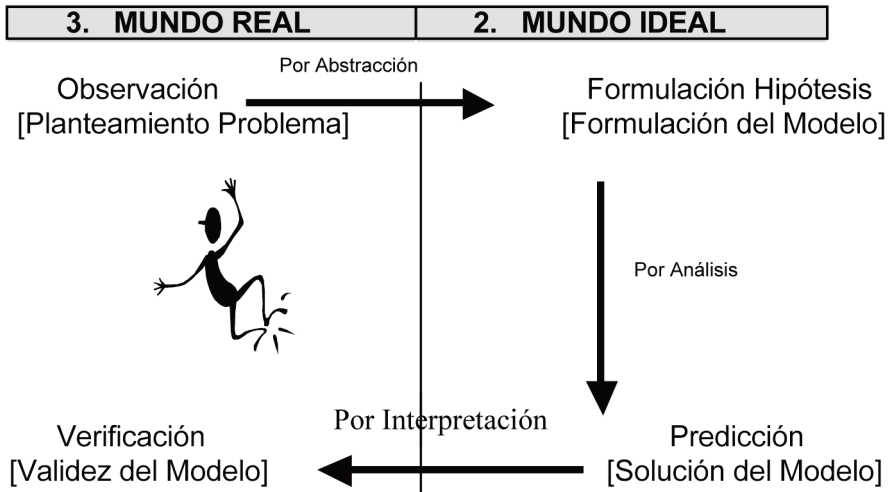 3. MUNDO REAL
2. MUNDO IDEAL
Por Abstracción
Observación
[Planteamiento Problema]
Formulación Hipótesis
[Formulación del Modelo]
Por Análisis
Por Interpretación
Verificación
[Validez del Modelo]
Predicción
[Solución del Modelo]